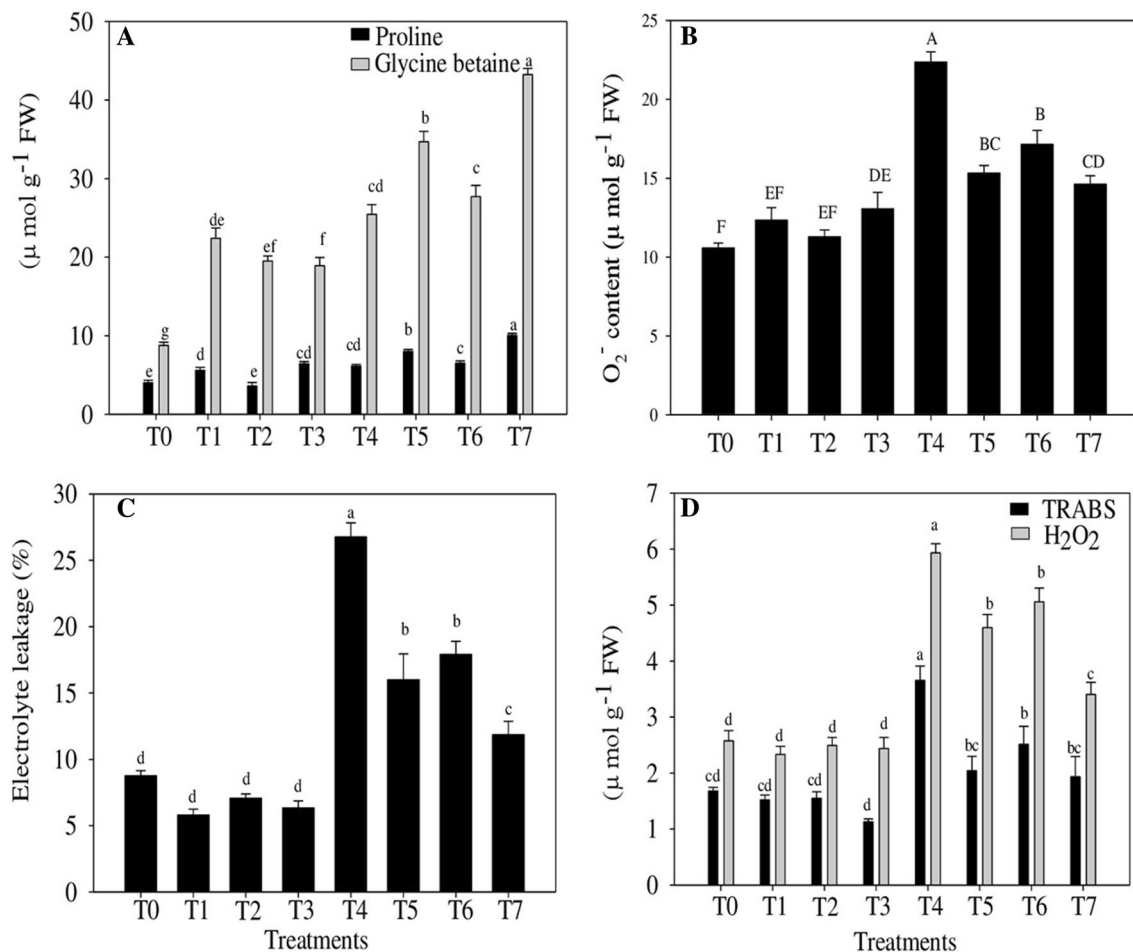 A
Proline
Glycine betaine
(μ mol g⁻¹ FW)
50
40
30
20
10
0
e g d de e ef cd f cd cd b b c c a a
T0 T1 T2 T3 T4 T5 T6 T7
B
O₂⁻ content (μ mol g⁻¹ FW)
25
20
15
10
5
0
F EF EF DE A BC B CD
T0 T1 T2 T3 T4 T5 T6 T7
C
Electrolyte leakage (%)
30
25
20
15
10
5
0
d d d d a b b c
T0 T1 T2 T3 T4 T5 T6 T7
Treatments
D
TRABS
H₂O₂
(μ mol g⁻¹ FW)
7
6
5
4
3
2
1
0
cd d cd d cd d d d a a bc b b b bc c
T0 T1 T2 T3 T4 T5 T6 T7
Treatments